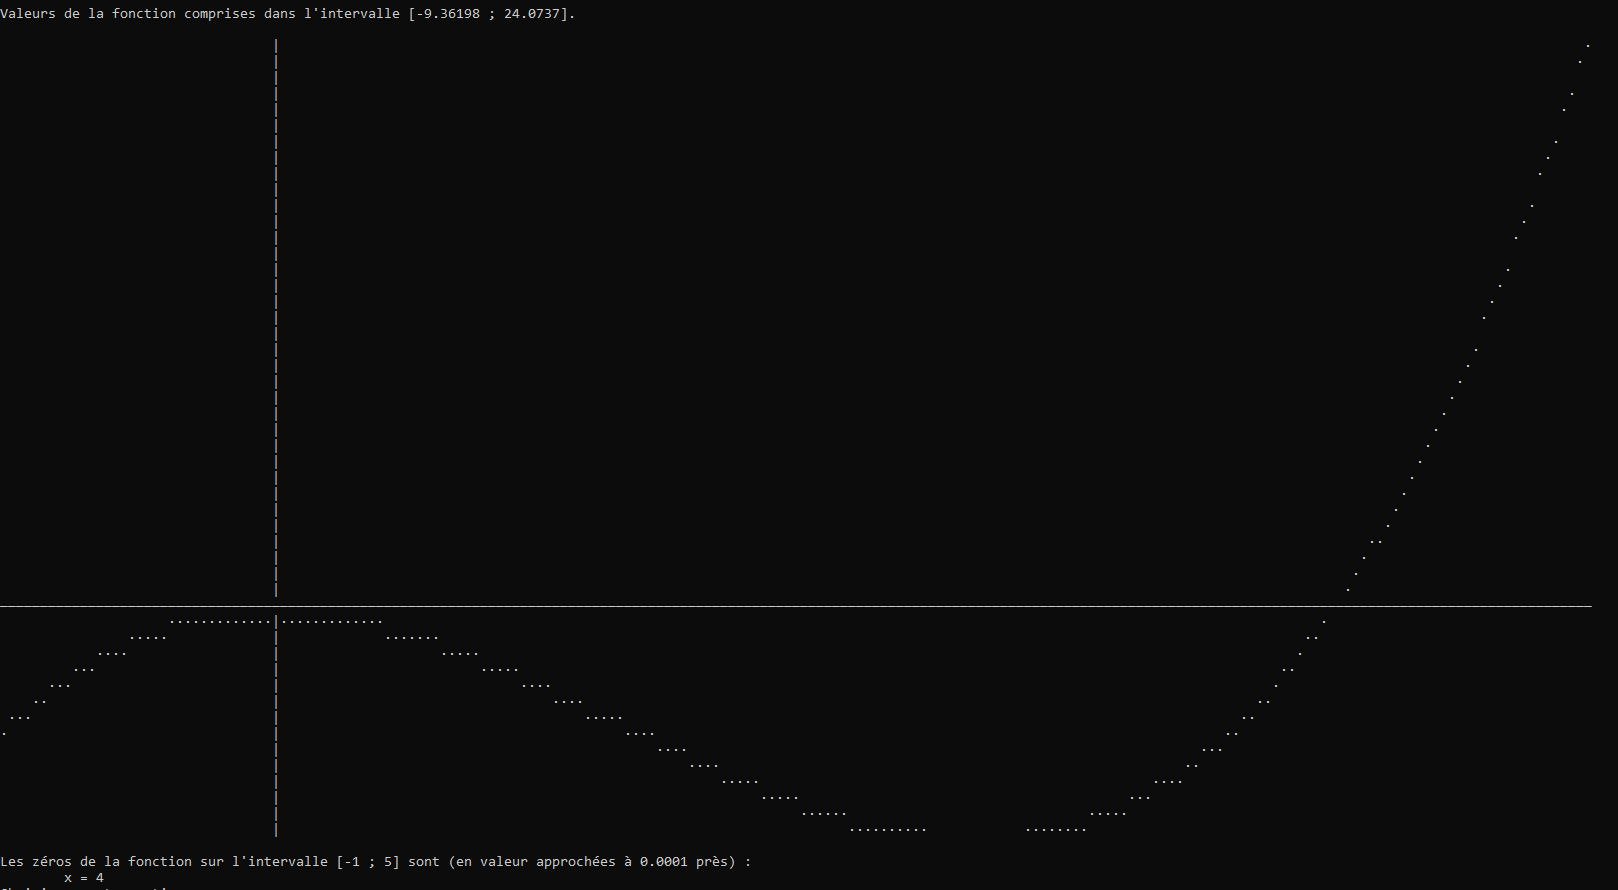 Valeurs de la fonction comprises dans l'intervalle [-9.36198 ; 24.0737].
Les zéros de la fonction sur l'intervalle [-1 ; 5] sont (en valeur approchées à 0.0001 près) :
x = 4